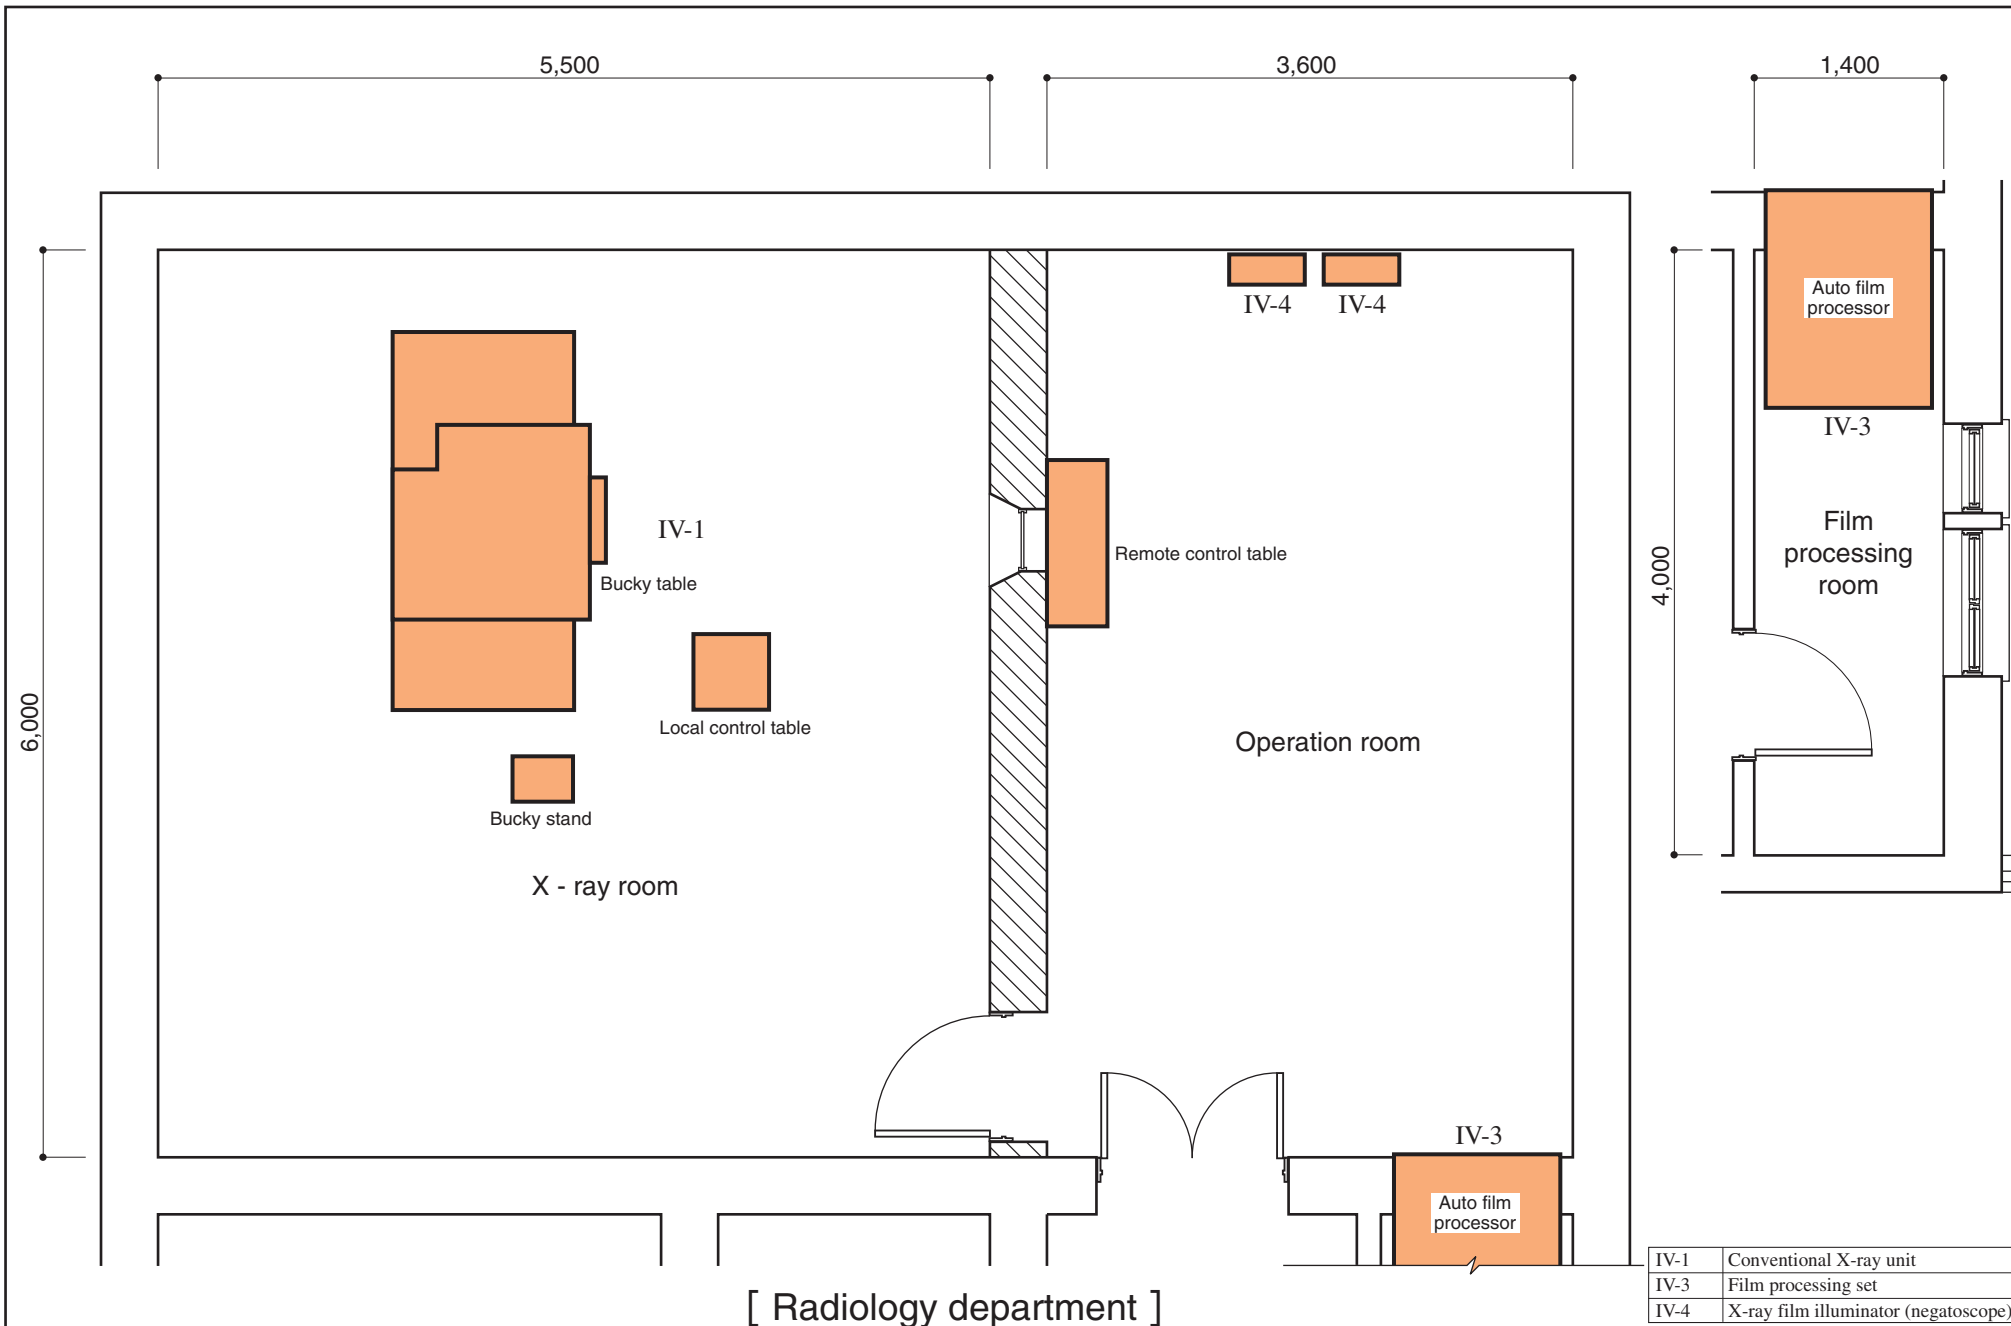 5,500
3,600
1,400
IV-4
IV-4
Auto film
processor
IV-3
IV-1
Film
processing
room
Remote control table
Bucky table
4,000
6,000
Local control table
Operation room
Bucky stand
X - ray room
IV-3
Auto film
processor
IV-1 Conventional X-ray unit
IV-3 Film processing set
IV-4 X-ray film illuminator (negatoscope)
[ Radiology department ]